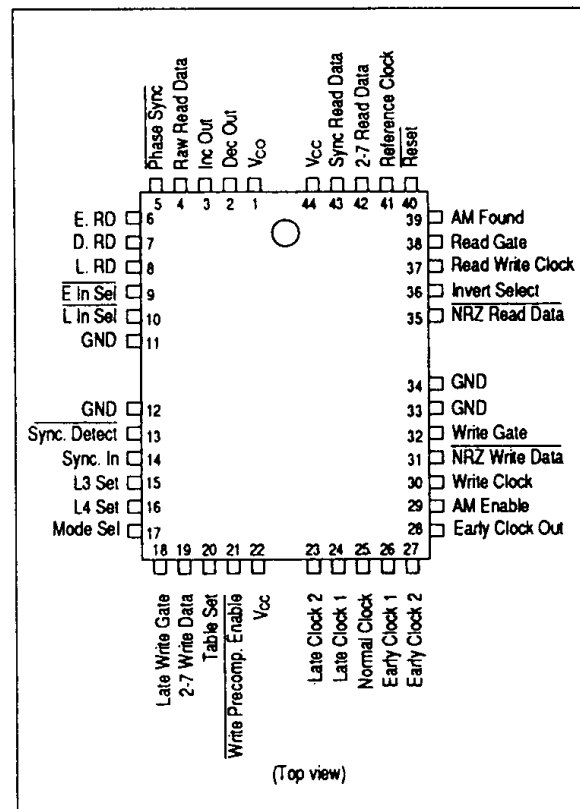 Phase Sync
Raw Read Data
Inc Out
Dec Out
VCO
VCC
Sync Read Data
2-7 Read Data
Reference Clock
Reset
5 4 3 2 1 44 43 42 41 40
E. RD 6
D. RD 7
L. RD 8
E In Sel 9
L In Sel 10
GND 11
GND 12
Sync. Detect 13
Sync. In 14
L3 Set 15
L4 Set 16
Mode Sel 17
39 AM Found
38 Read Gate
37 Read Write Clock
36 Invert Select
35 NRZ Read Data
34 GND
33 GND
32 Write Gate
31 NRZ Write Data
30 Write Clock
29 AM Enable
28 Early Clock Out
18 19 20 21 22 23 24 25 26 27
Late Write Gate
2-7 Write Data
Table Set
Write Precomp. Enable
VCC
Late Clock 2
Late Clock 1
Normal Clock
Early Clock 1
Early Clock 2
(Top view)